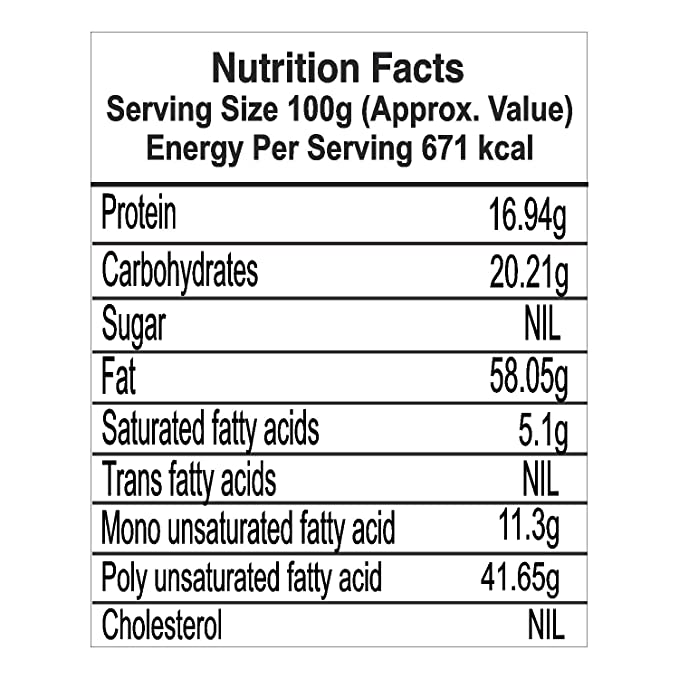 Nutrition Facts
Serving Size 100g (Approx. Value)
Energy Per Serving 671 kcal
Protein 16.94g
Carbohydrates 20.21g
Sugar NIL
Fat 58.05g
Saturated fatty acids 5.1g
Trans fatty acids NIL
Mono unsaturated fatty acid 11.3g
Poly unsaturated fatty acid 41.65g
Cholesterol NIL